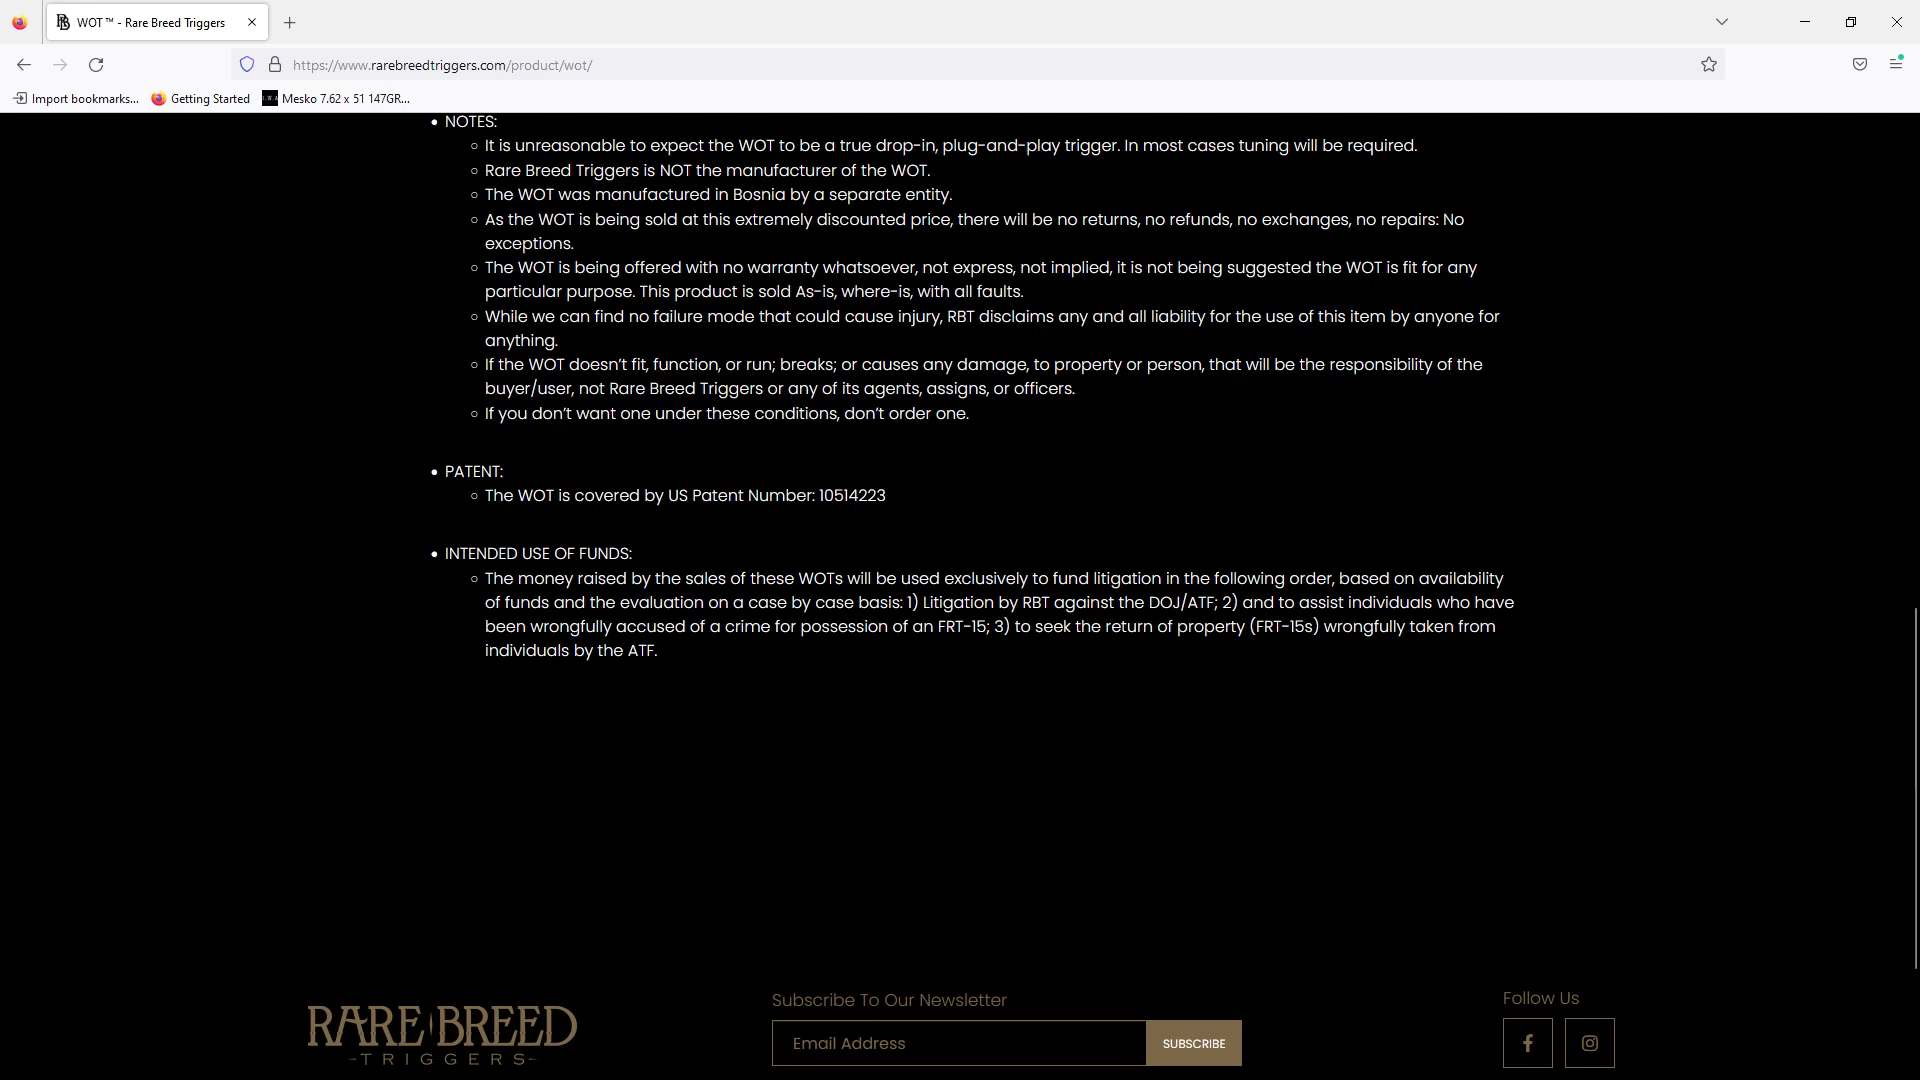 WOT™ - Rare Breed Triggers
https://www.rarebreedtriggers.com/product/wot/
Import bookmarks...
Getting Started
Mesko 7.62 x 51 147GR...
NOTES:
It is unreasonable to expect the WOT to be a true drop-in, plug-and-play trigger. In most cases tuning will be required.
Rare Breed Triggers is NOT the manufacturer of the WOT.
The WOT was manufactured in Bosnia by a separate entity.
As the WOT is being sold at this extremely discounted price, there will be no returns, no refunds, no exchanges, no repairs: No
exceptions.
The WOT is being offered with no warranty whatsoever, not express, not implied, it is not being suggested the WOT is fit for any
particular purpose. This product is sold As-is, where-is, with all faults.
While we can find no failure mode that could cause injury, RBT disclaims any and all liability for the use of this item by anyone for
anything.
If the WOT doesn't fit, function, or run; breaks; or causes any damage, to property or person, that will be the responsibility of the
buyer/user, not Rare Breed Triggers or any of its agents, assigns, or officers.
If you don't want one under these conditions, don't order one.
PATENT:
The WOT is covered by US Patent Number: 10514223
INTENDED USE OF FUNDS:
The money raised by the sales of these WOTs will be used exclusively to fund litigation in the following order, based on availability
of funds and the evaluation on a case by case basis: 1) Litigation by RBT against the DOJ/ATF; 2) and to assist individuals who have
been wrongfully accused of a crime for possession of an FRT-15; 3) to seek the return of property (FRT-15s) wrongfully taken from
individuals by the ATF.
RARE BREED
-TRIGGERS-
Subscribe To Our Newsletter
Email Address
SUBSCRIBE
Follow Us